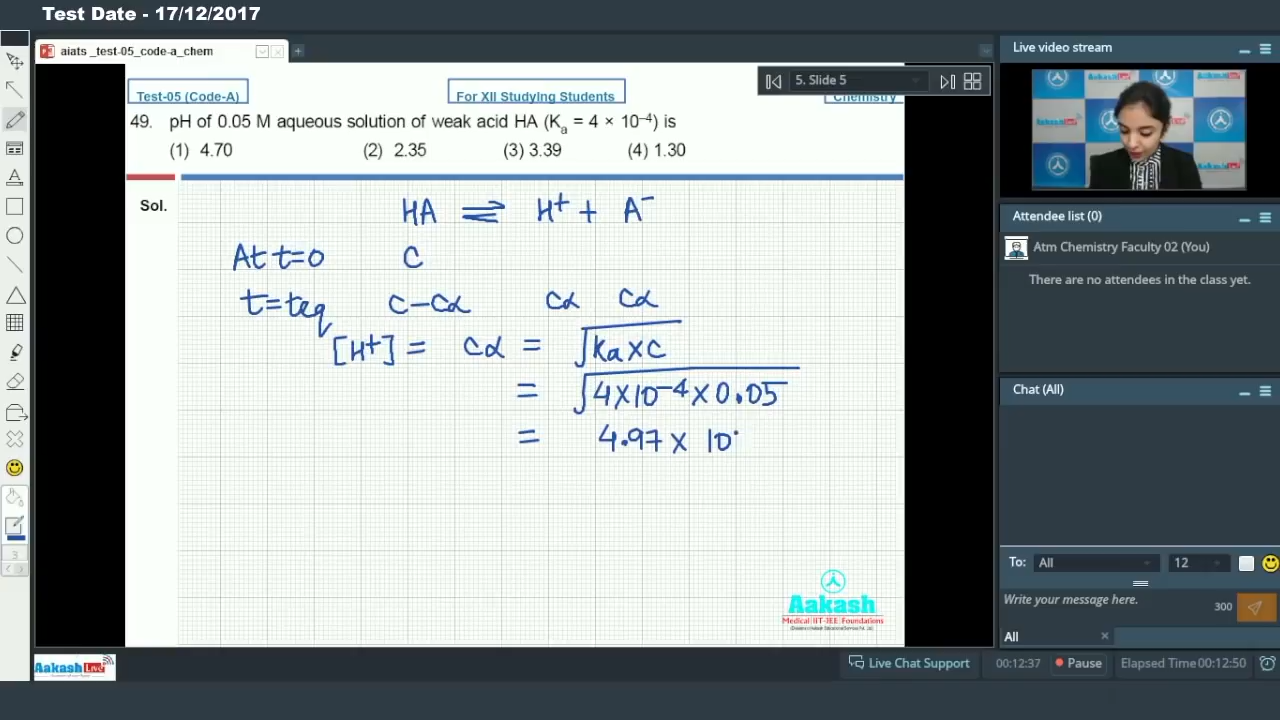 Test Date - 17/12/2017
aiats _test-05_code-a_chem
5. Slide 5
Test-05 (Code-A)
For XII Studying Students
Chemistry
49. pH of 0.05 M aqueous solution of weak acid HA (Ka = 4 × 10–4) is
(1) 4.70 (2) 2.35 (3) 3.39 (4) 1.30
Sol.
HA ⇌ H+ + A−
At t=0 C
t=teq C−Cα Cα Cα
[H+] = Cα = √Ka×C
= √4×10−4×0.05
= 4.97 × 10
Aakash
Medical|IIT-JEE|Foundations
Live video stream
Attendee list (0)
Atm Chemistry Faculty 02 (You)
There are no attendees in the class yet.
Chat (All)
To: All 12
Write your message here. 300
All
3
Aakash Live
Live Chat Support 00:12:37 Pause Elapsed Time 00:12:50